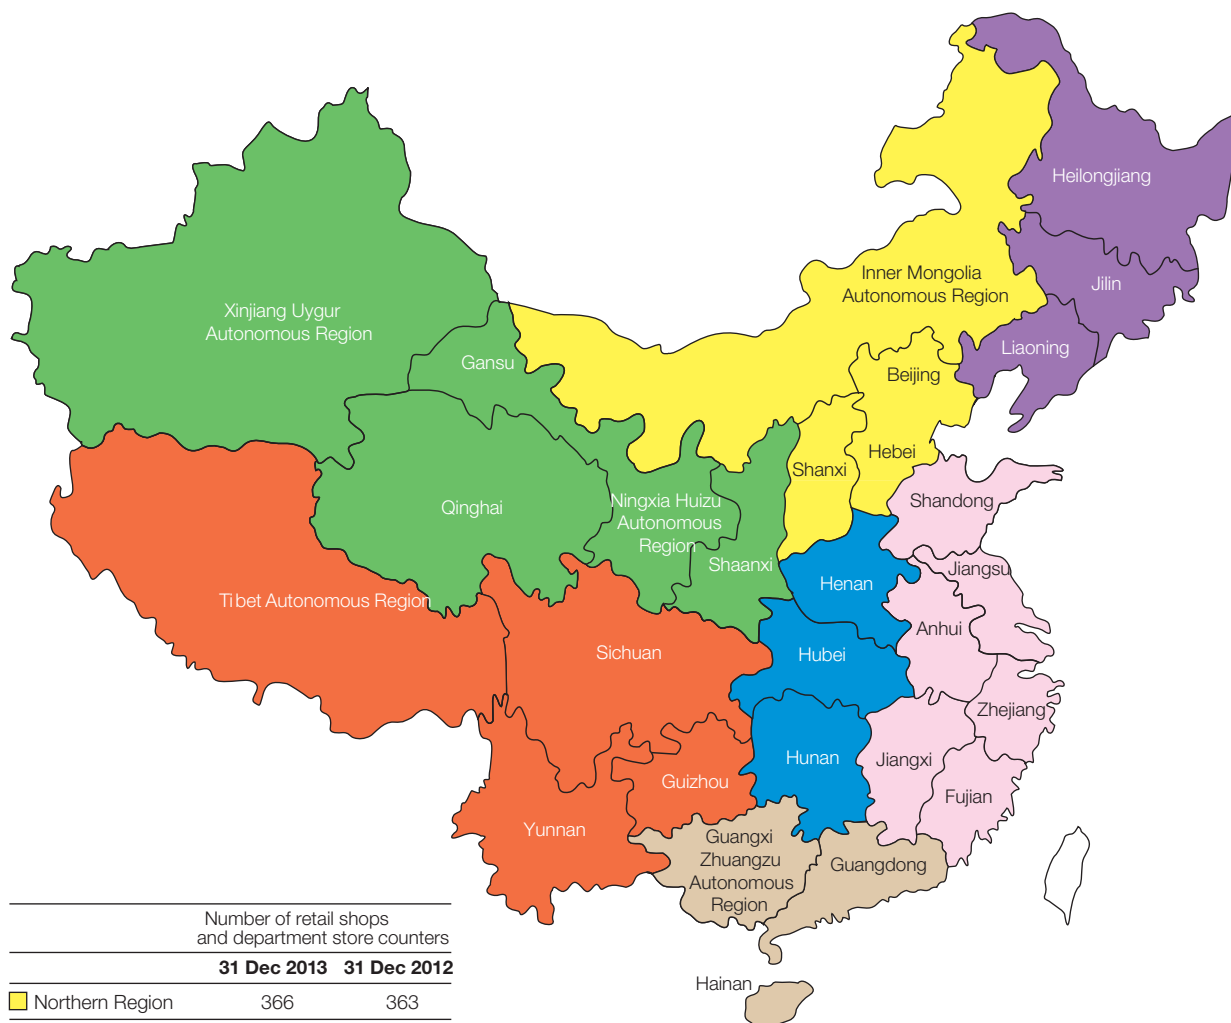 Heilongjiang
Inner Mongolia
Autonomous Region
Jilin
Xinjiang Uygur
Autonomous Region
Liaoning
Gansu
Beijing
Hebei
Shanxi
Shandong
Qinghai
Ningxia Huizu
Autonomous
Region
Shaanxi
Jiangsu
Henan
Tibet Autonomous Region
Anhui
Sichuan
Hubei
Zhejiang
Hunan
Jiangxi
Guizhou
Fujian
Yunnan
Guangxi
Zhuangzu
Autonomous
Region
Guangdong
Hainan
Number of retail shops
and department store counters
31 Dec 2013 31 Dec 2012
Northern Region 366 363